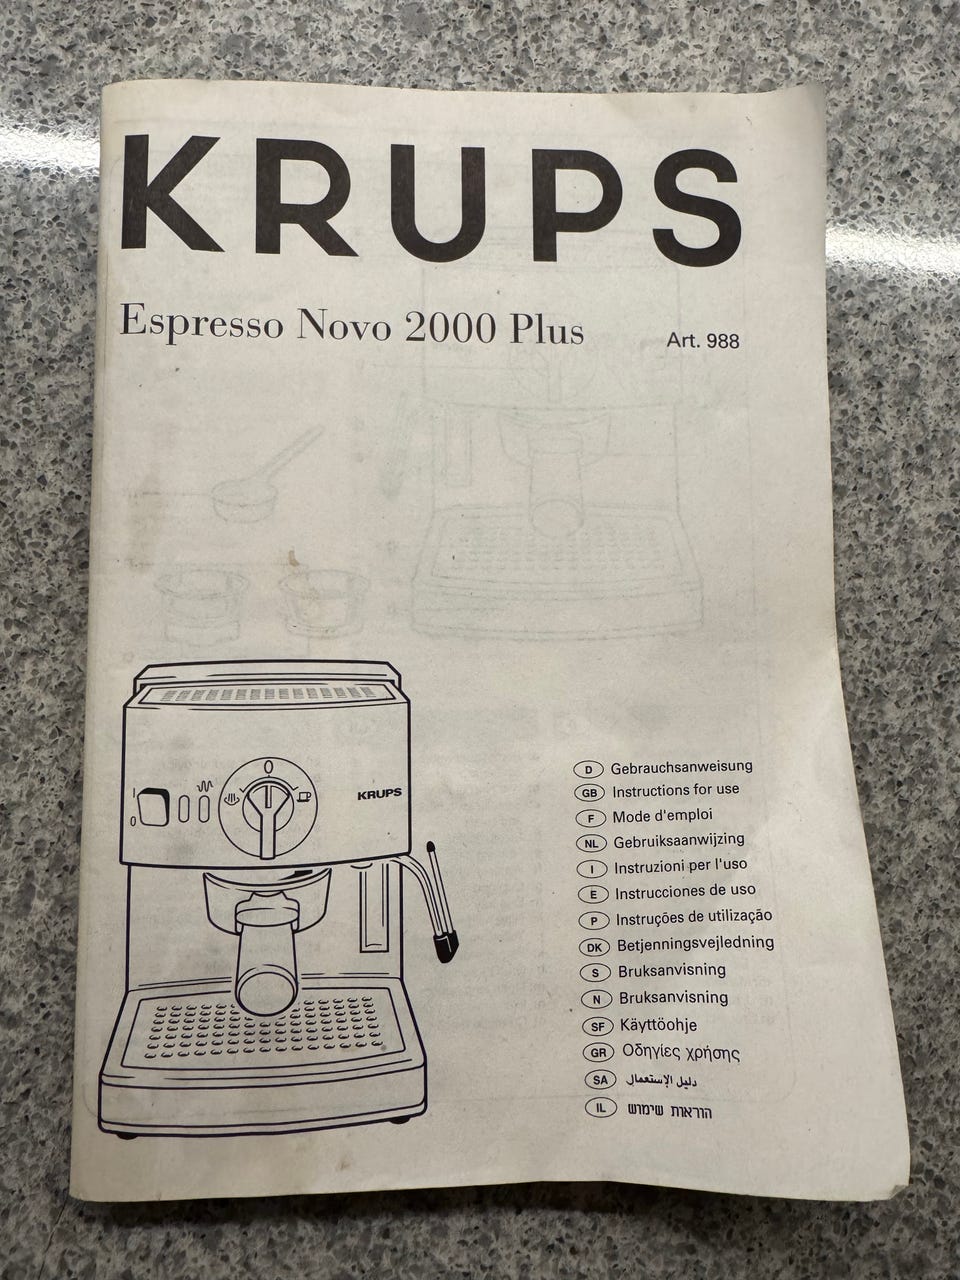 KRUPS
Espresso Novo 2000 Plus
Art. 988
0
I
0
KRUPS
D Gebrauchsanweisung
GB Instructions for use
F Mode d'emploi
NL Gebruiksaanwijzing
I Instruzioni per l'uso
E Instrucciones de uso
P Instruções de utilização
DK Betjenningsvejledning
S Bruksanvisning
N Bruksanvisning
SF Käyttöohje
GR Οδηγίες χρήσης
SA دليل الإستعمال
IL הוראות שימוש